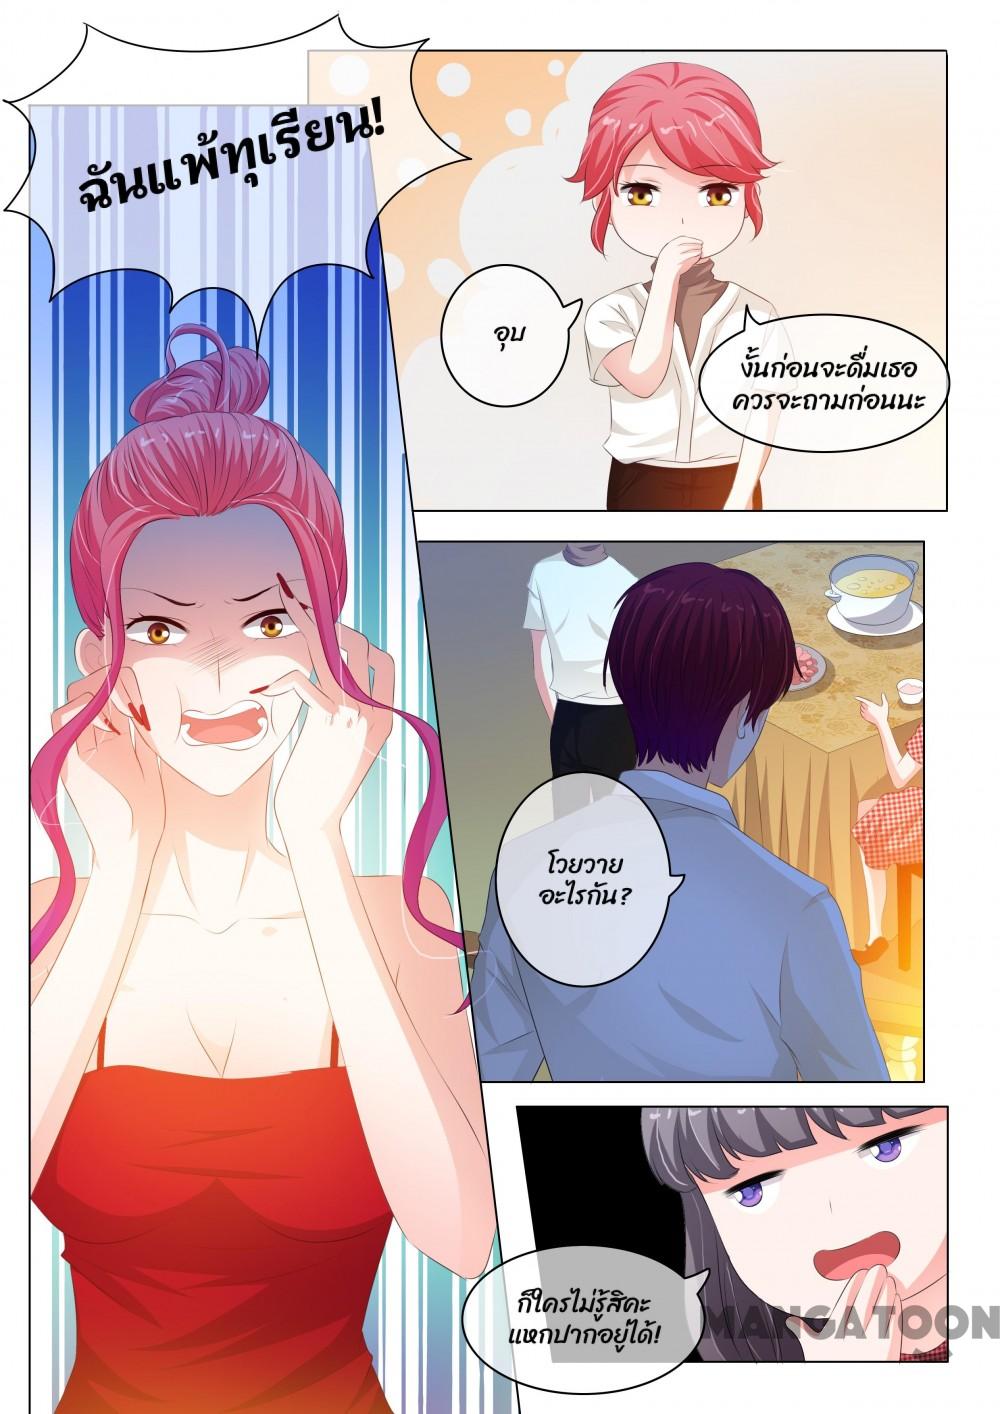 ฉันแพ้ทุเรียน!
อุบ
งั้นก่อนจะดื่มเธอ
ควรจะถามก่อนนะ
โวยวาย
อะไรกัน?
ก็ใครไม่รู้สิคะ
แหกปากอยู่ได้!
MANGATOON